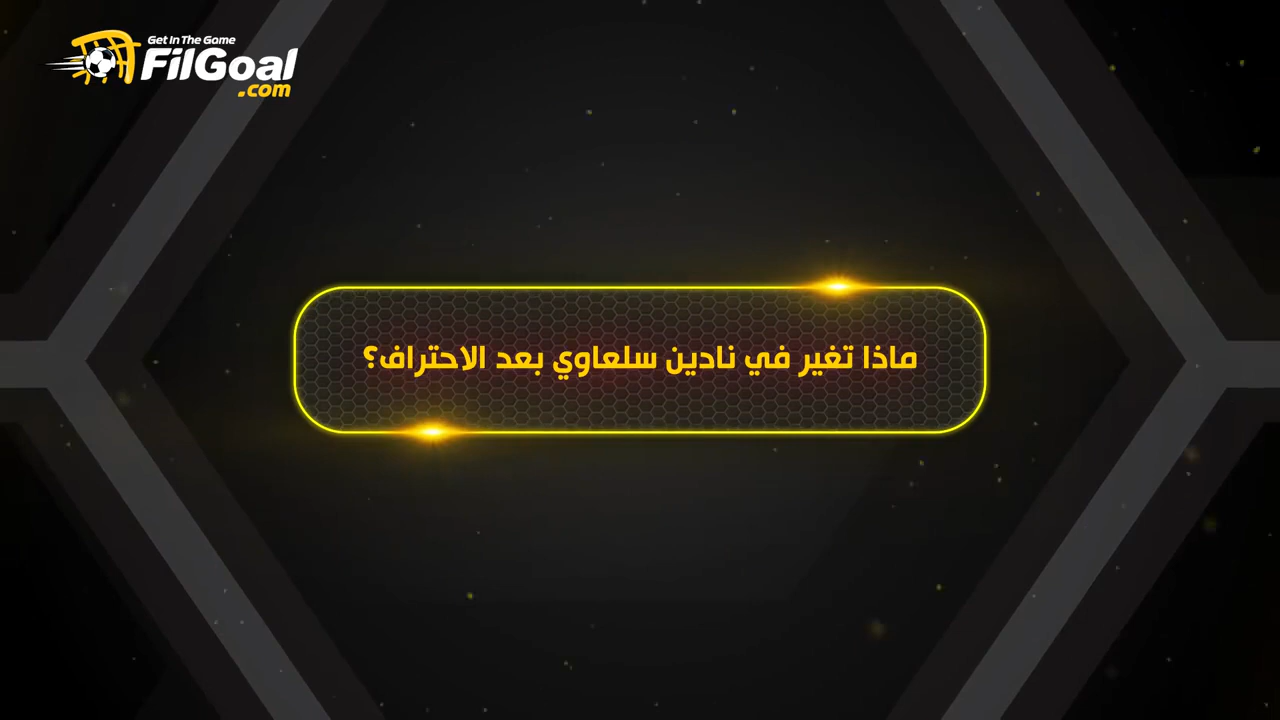 Get In The Game
FilGoal
.com
ماذا تغير في نادين سلعاوي بعد الاحتراف؟